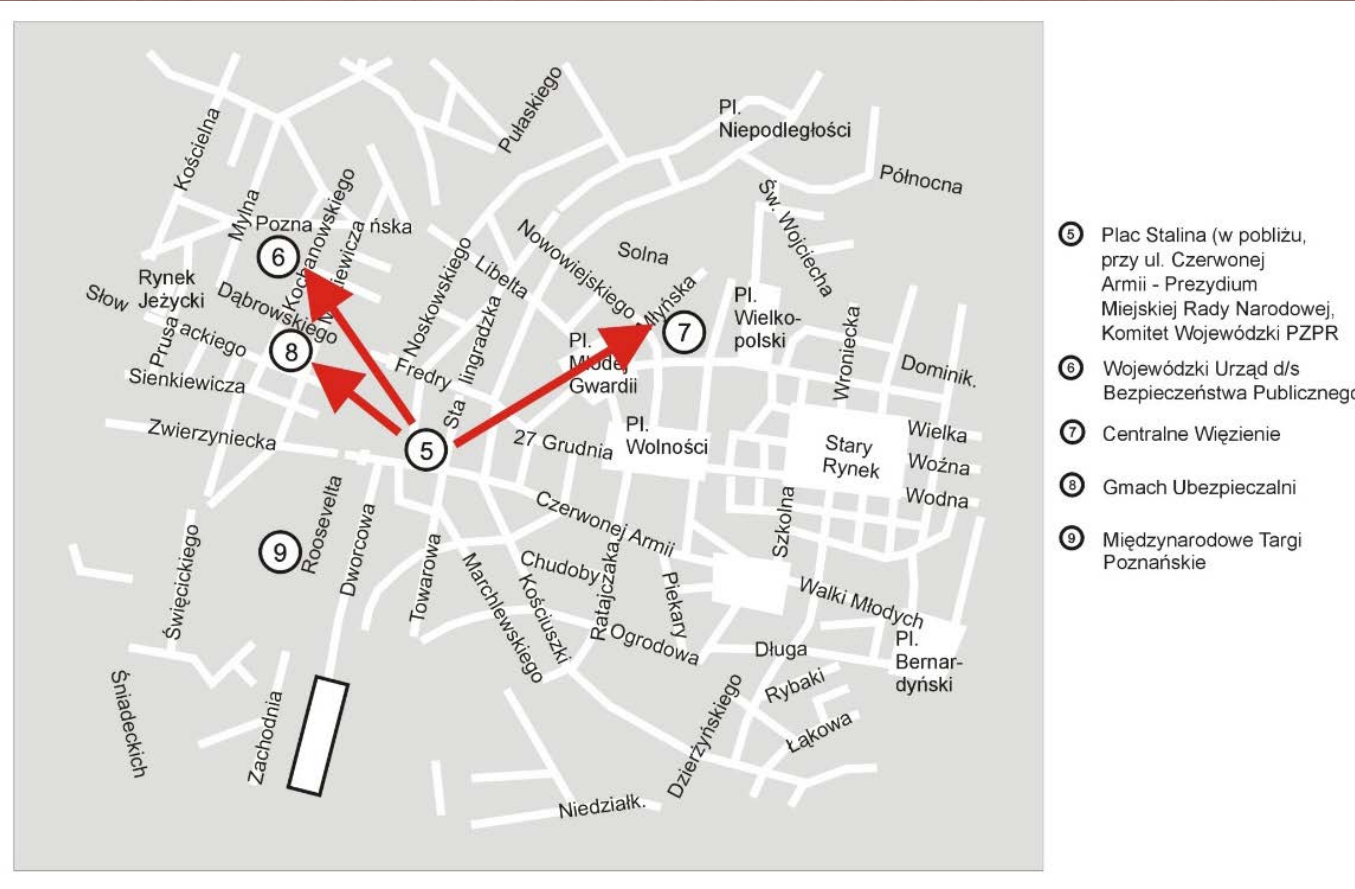 Pułaskiego
Pl.
Niepodległości
Kościelna
Północna
Mylna
Kochanowskiego
Św. Wojciecha
Pozna ńska
Nowowiejskiego
Solna
Noskowskiego
Libelta
Młyńska
Rynek
Jeżycki
Słow ackiego
Dąbrowskiego
Prusa
Sta lingradzka
Pl.
Wielko-
polski
Pl.
Młodej
Gwardii
Wroniecka
Dominik.
Fredry
Sienkiewicza
Zwierzyniecka
27 Grudnia
Pl.
Wolności
Stary
Rynek
Wielka
Woźna
Wodna
6
8
7
5
9
Roosevelta
Dworcowa
Czerwonej Armii
Szkolna
Święcickiego
Towarowa
Marchlewskiego
Chudoby
Kościuszki
Ratajczaka
Piekary
Walki Młodych
Ogrodowa
Długa
Pl.
Bernar-
dyński
Rybaki
Łąkowa
Śniadeckich
Zachodnia
Dzierżyńskiego
Niedziałk.
5 Plac Stalina (w pobliżu,
przy ul. Czerwonej
Armii - Prezydium
Miejskiej Rady Narodowej,
Komitet Wojewódzki PZPR
6 Wojewódzki Urząd d/s
Bezpieczeństwa Publicznego
7 Centralne Więzienie
8 Gmach Ubezpieczalni
9 Międzynarodowe Targi
Poznańskie